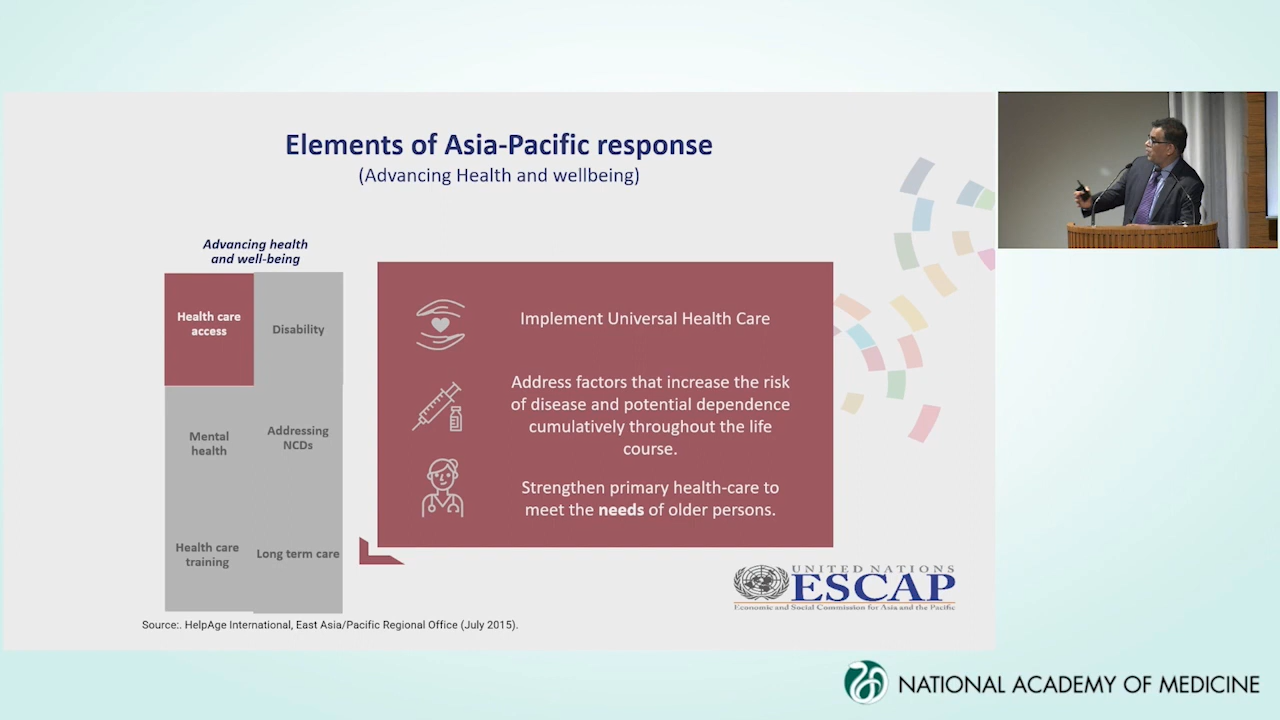 Elements of Asia-Pacific response
(Advancing Health and wellbeing)
Advancing health
and well-being
Health care
access
Disability
Mental
health
Addressing
NCDs
Health care
training
Long term care
Implement Universal Health Care
Address factors that increase the risk
of disease and potential dependence
cumulatively throughout the life
course.
Strengthen primary health-care to
meet the needs of older persons.
UNITED NATIONS
ESCAP
Economic and Social Commission for Asia and the Pacific
Source:. HelpAge International, East Asia/Pacific Regional Office (July 2015).
NATIONAL ACADEMY OF MEDICINE